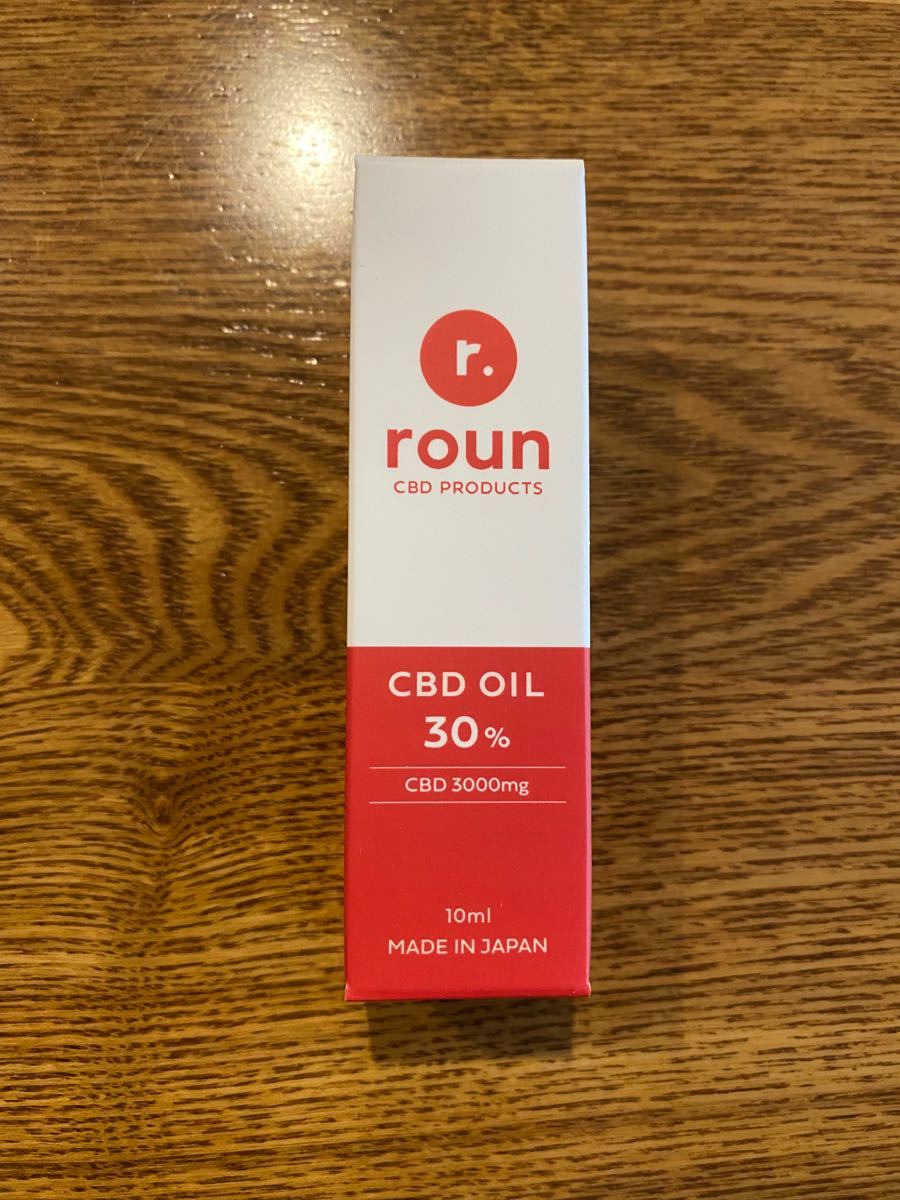 r.
roun
CBD PRODUCTS
CBD OIL
30%
CBD 3000mg
10ml
MADE IN JAPAN